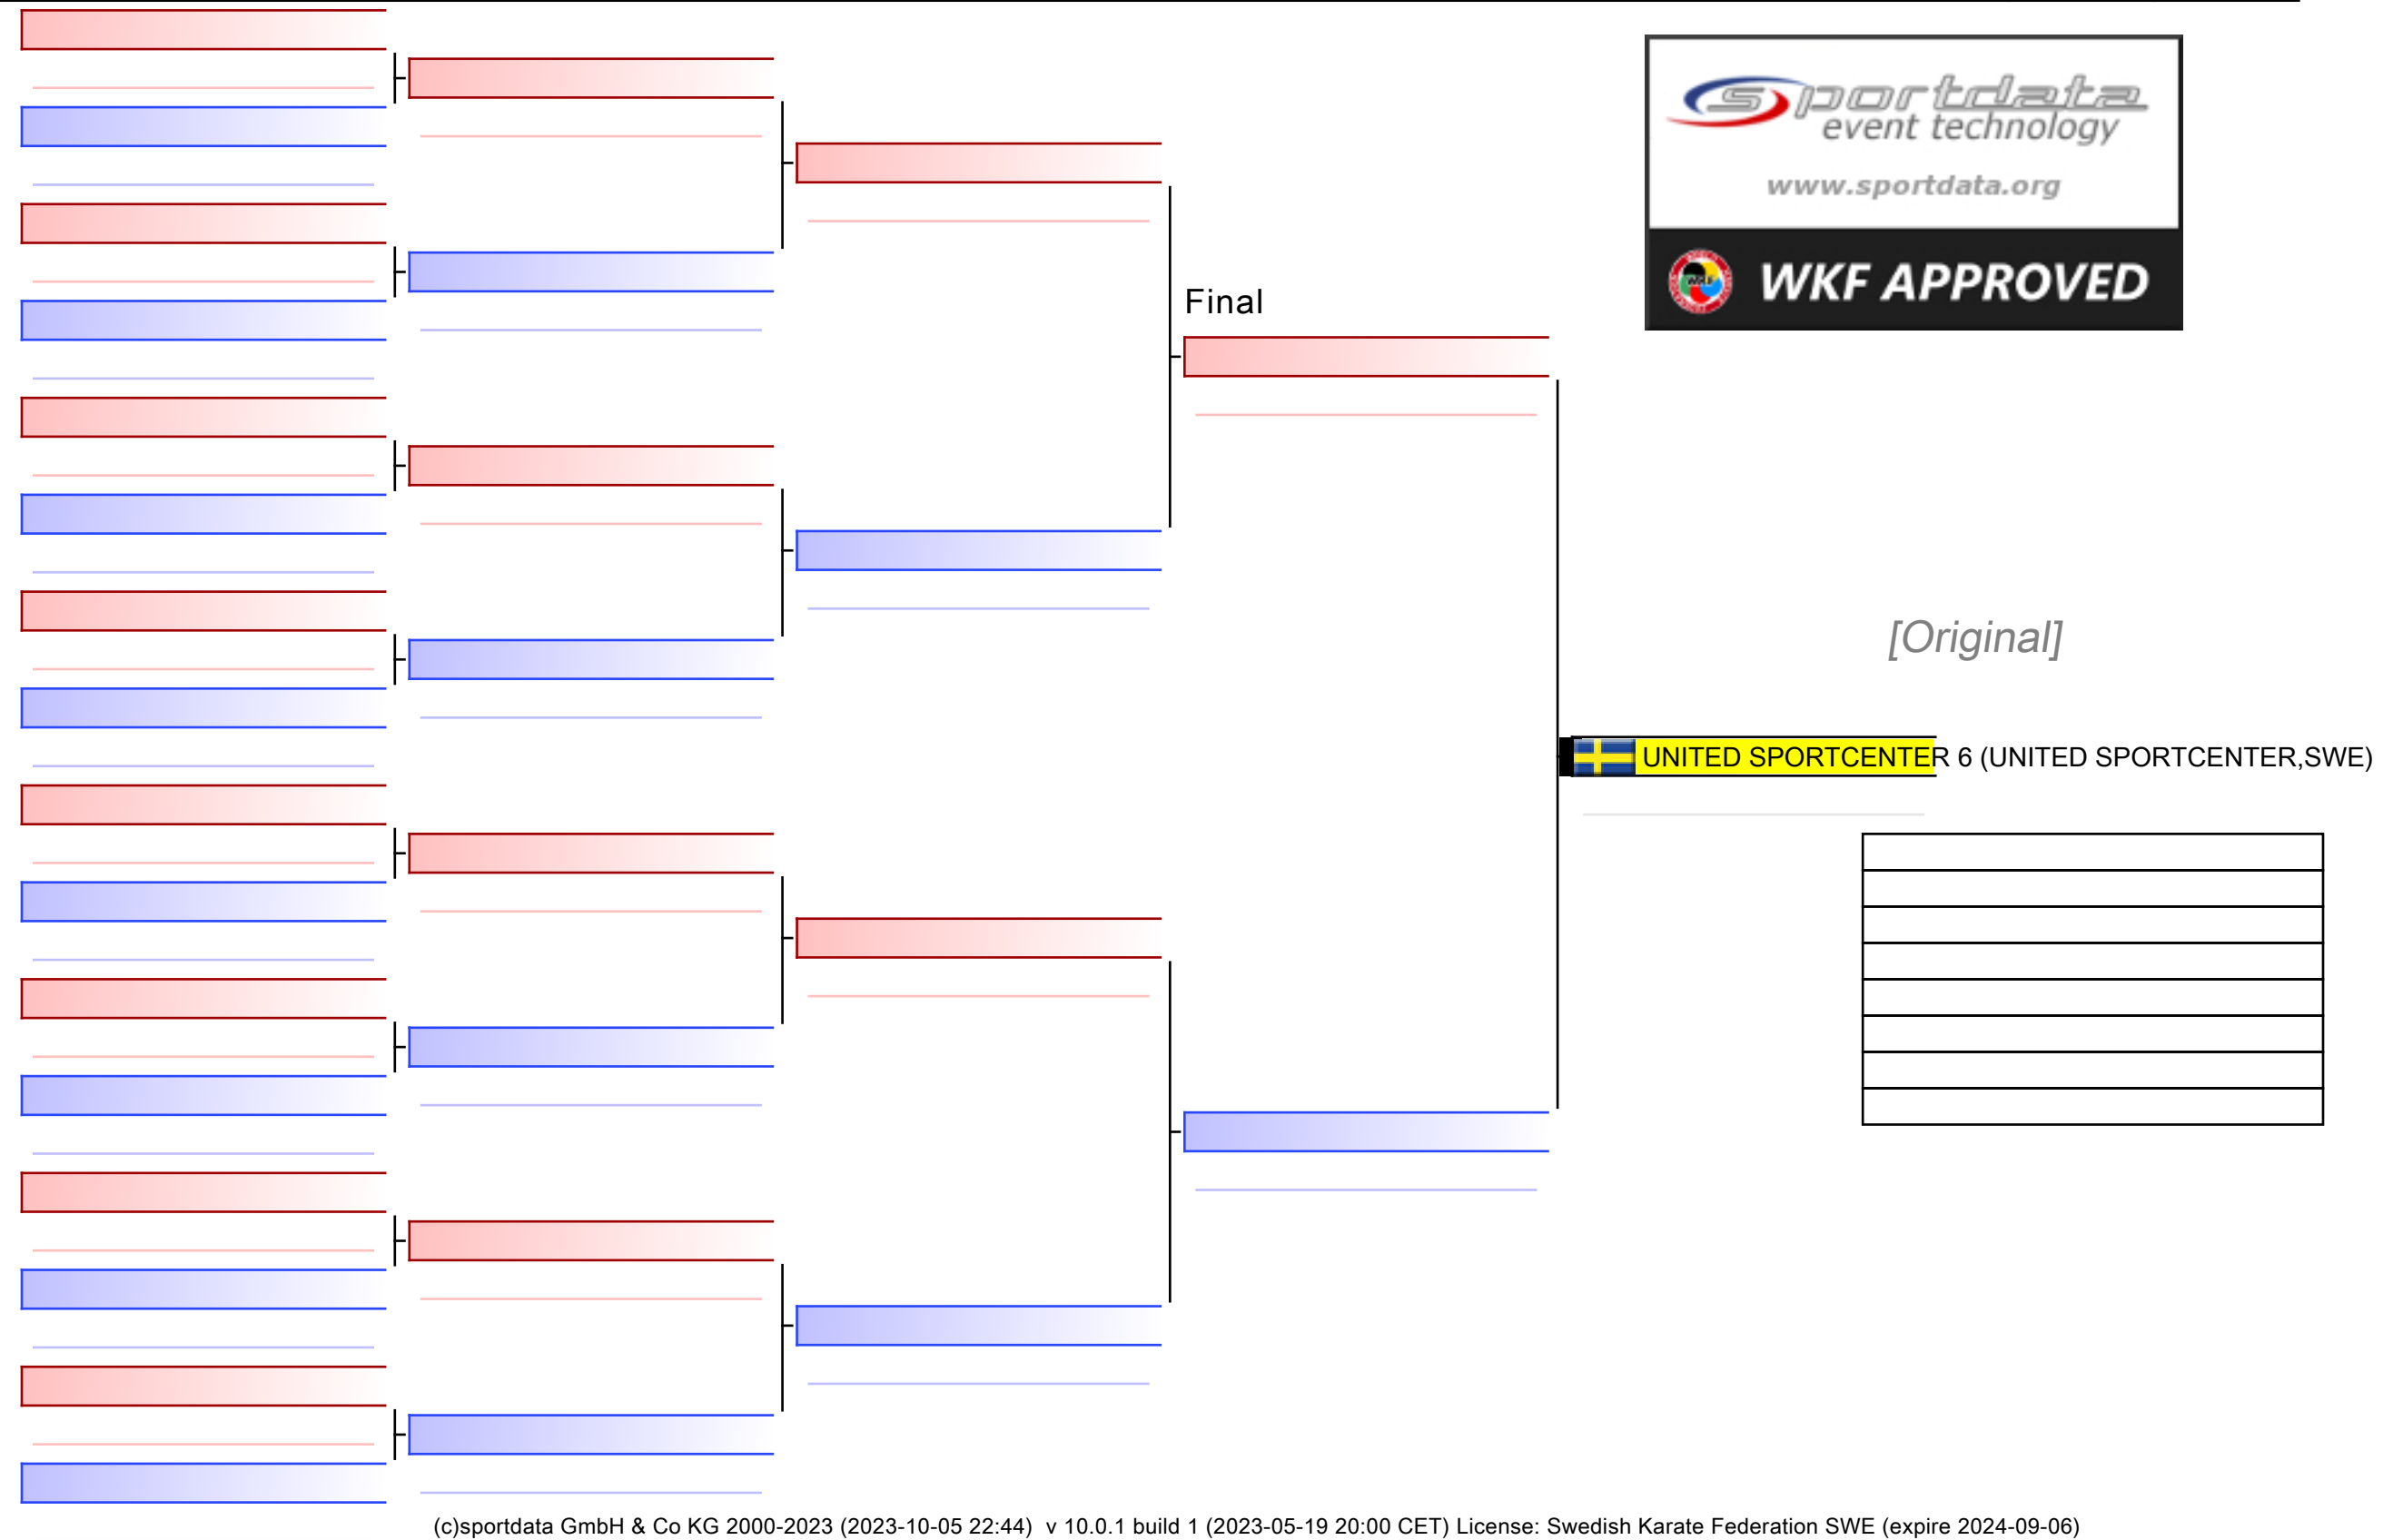 sportdata
event technology
www.sportdata.org
WKF APPROVED
Final
[Original]
UNITED SPORTCENTER 6 (UNITED SPORTCENTER,SWE)
(c)sportdata GmbH & Co KG 2000-2023 (2023-10-05 22:44)  v 10.0.1 build 1 (2023-05-19 20:00 CET) License: Swedish Karate Federation SWE (expire 2024-09-06)